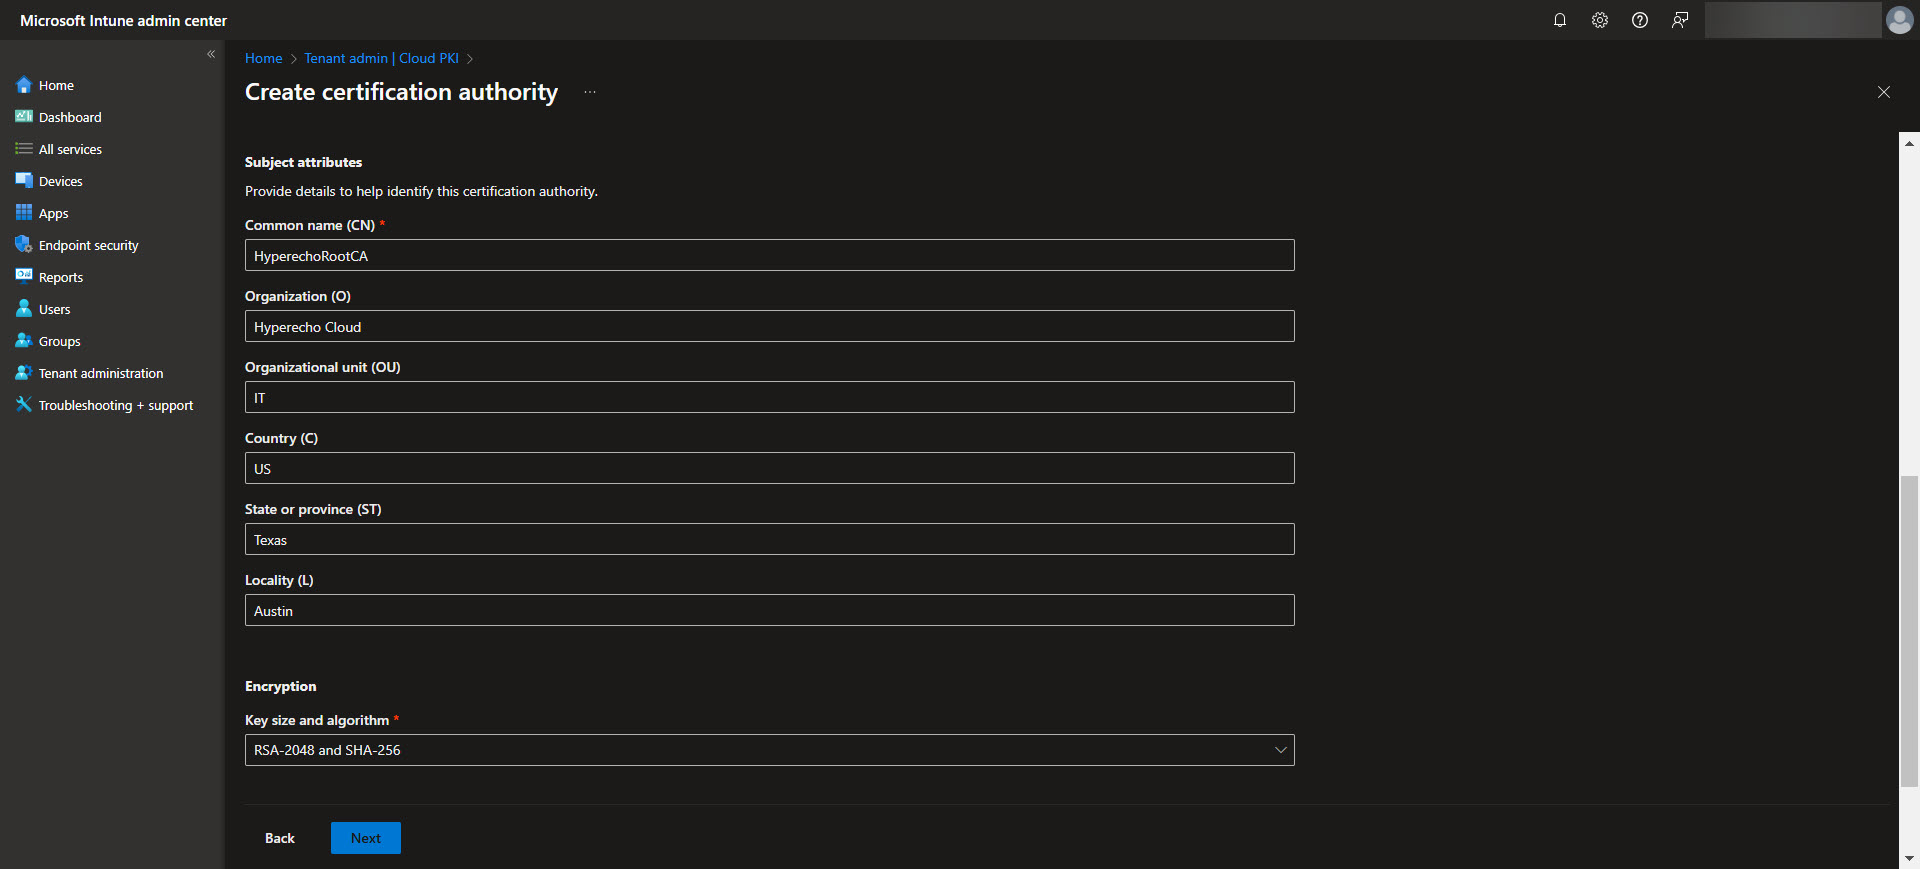 Microsoft Intune admin center
Home
Dashboard
All services
Devices
Apps
Endpoint security
Reports
Users
Groups
Tenant administration
Troubleshooting + support
Home > Tenant admin | Cloud PKI >
Create certification authority ...
Subject attributes
Provide details to help identify this certification authority.
Common name (CN) *
HyperechoRootCA
Organization (O)
Hyperecho Cloud
Organizational unit (OU)
IT
Country (C)
US
State or province (ST)
Texas
Locality (L)
Austin
Encryption
Key size and algorithm *
RSA-2048 and SHA-256
Back Next